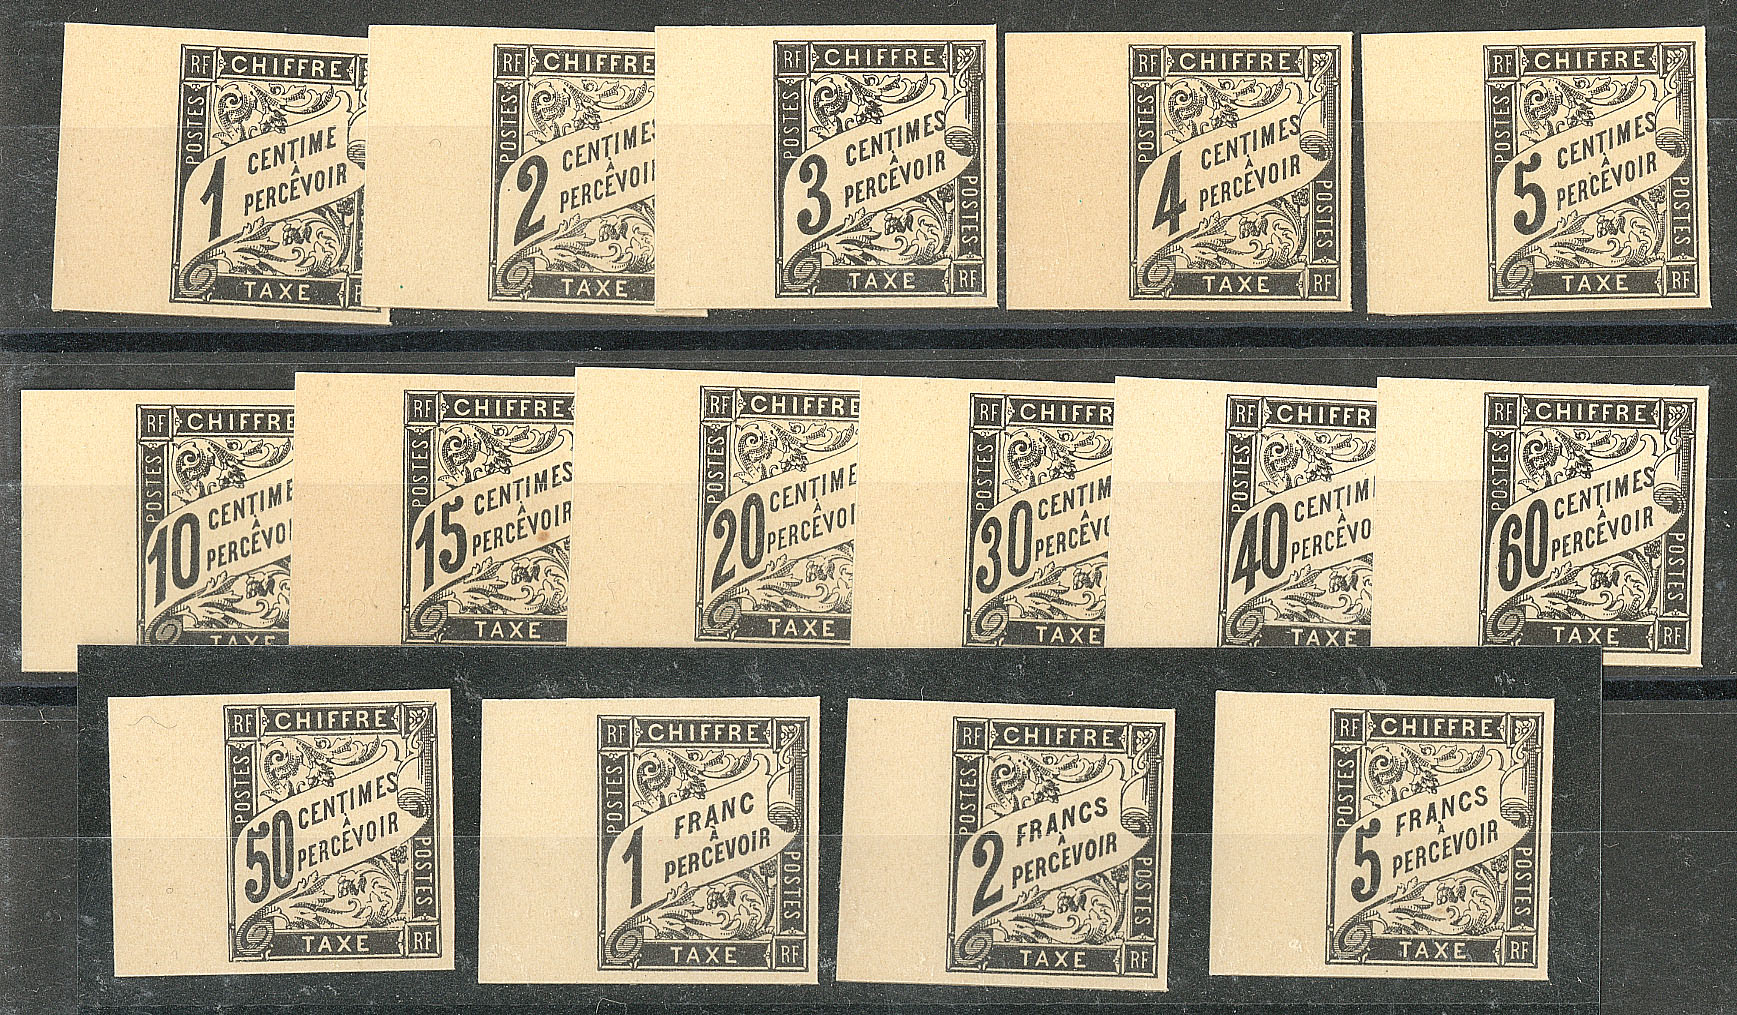 RF CHIFFRE
POSTES
1 CENTIME
À
PERCEVOIR
TAXE
RF CHIFFRE
POSTES
2 CENTIMES
À
PERCEVOIR
TAXE
RF CHIFFRE
POSTES
3 CENTIMES
À
PERCEVOIR
POSTES
TAXE RF
RF CHIFFRE
POSTES
4 CENTIMES
À
PERCEVOIR
POSTES
TAXE RF
RF CHIFFRE
POSTES
5 CENTIMES
À
PERCEVOIR
POSTES
TAXE RF
RF CHIFFRE
POSTES
10 CENTIME
À
PERCEVOI
TAXE
RF CHIFFRE
POSTES
15 CENTIMES
À
PERCEVOIR
TAXE
RF CHIFFRE
POSTES
20 CENTIME
À
PERCEVOI
TAXE
RF CHIFFR
POSTES
30 CENTIM
À
PERCEVO
TAXE
RF CHIFFR
POSTES
40 CENTIM
À
PERCEVO
TAXE
RF CHIFFRE
POSTES
60 CENTIMES
À
PERCEVOIR
POSTES
TAXE RF
RF CHIFFRE
POSTES
50 CENTIMES
À
PERCEVOIR
POSTES
TAXE RF
RF CHIFFRE
POSTES
1 FRANC
À
PERCEVOIR
POSTES
TAXE RF
RF CHIFFRE
POSTES
2 FRANCS
À
PERCEVOIR
POSTES
TAXE RF
RF CHIFFRE
POSTES
5 FRANCS
À
PERCEVOIR
POSTES
TAXE RF